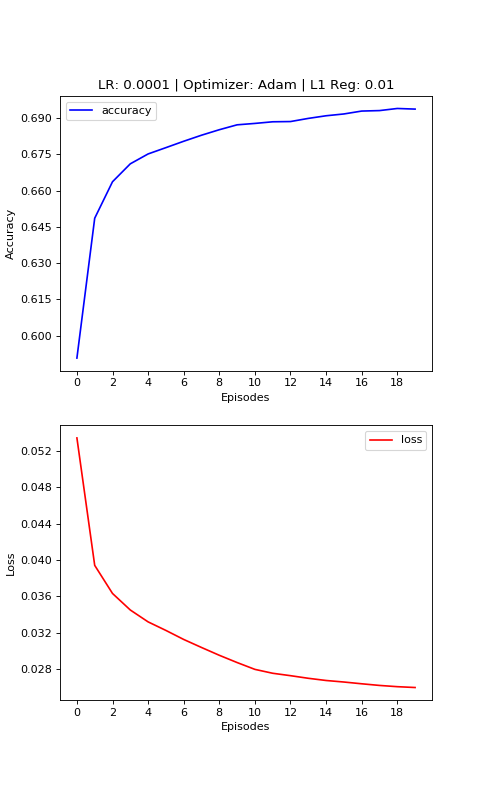 LR: 0.0001 | Optimizer: Adam | L1 Reg: 0.01
accuracy
0.690
0.675
0.660
0.645
0.630
0.615
0.600
Accuracy
0 2 4 6 8 10 12 14 16 18
Episodes
loss
0.052
0.048
0.044
0.040
0.036
0.032
0.028
Loss
0 2 4 6 8 10 12 14 16 18
Episodes